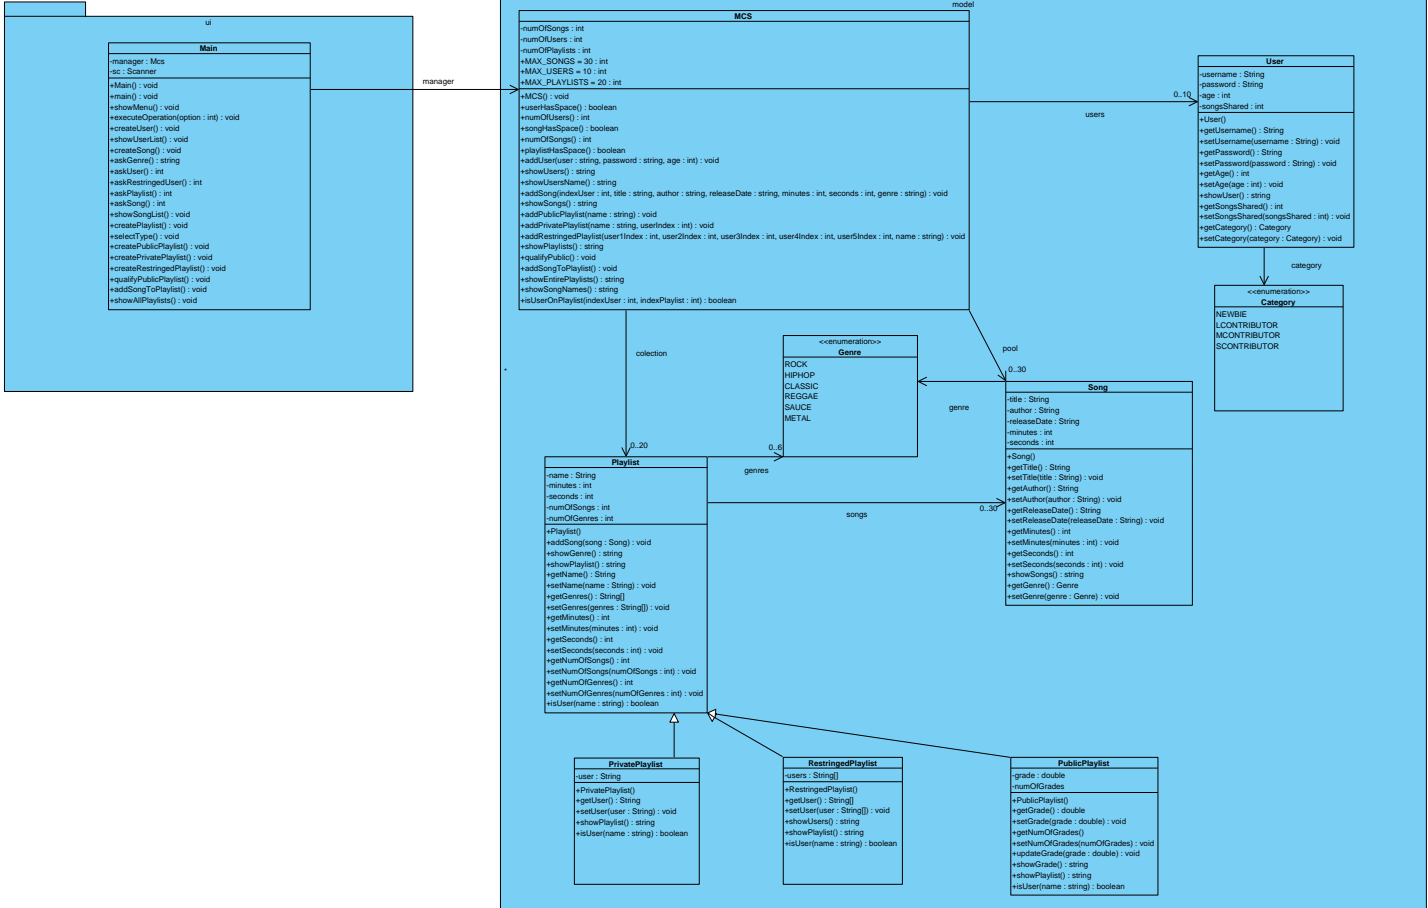 ui
Main
-manager : Mcs
-sc : Scanner
+Main() : void
+main() : void
+showMenu() : void
+executeOperation(option : int) : void
+createUser() : void
+showUserList() : void
+createSong() : void
+askGenre() : string
+askUser() : int
+askRestringedUser() : int
+askPlaylist() : int
+askSong() : int
+showSongList() : void
+createPlaylist() : void
+selectType() : void
+createPublicPlaylist() : void
+createPrivatePlaylist() : void
+createRestringedPlaylist() : void
+qualifyPublicPlaylist() : void
+addSongToPlaylist() : void
+showAllPlaylists() : void
manager
model
MCS
-numOfSongs : int
-numOfUsers : int
-numOfPlaylists : int
+MAX_SONGS = 30 : int
+MAX_USERS = 10 : int
+MAX_PLAYLISTS = 20 : int
+MCS() : void
+userHasSpace() : boolean
+numOfUsers() : int
+songHasSpace() : boolean
+numOfSongs() : int
+playlistHasSpace() : boolean
+addUser(user : string, password : string, age : int) : void
+showUsers() : string
+showUsersName() : string
+addSong(indexUser : int, title : string, author : string, releaseDate : string, minutes : int, seconds : int, genre : string) : void
+showSongs() : string
+addPublicPlaylist(name : string) : void
+addPrivatePlaylist(name : string, userIndex : int) : void
+addRestringedPlaylist(user1Index : int, user2Index : int, user3Index : int, user4Index : int, user5Index : int, name : string) : void
+showPlaylists() : string
+qualifyPublic() : void
+addSongToPlaylist() : void
+showEntirePlaylists() : string
+showSongNames() : string
+isUserOnPlaylist(indexUser : int, indexPlaylist : int) : boolean
users
0..10
User
-username : String
-password : String
-age : int
-songsShared : int
+User()
+getUsername() : String
+setUsername(username : String) : void
+getPassword() : String
+setPassword(password : String) : void
+getAge() : int
+setAge(age : int) : void
+showUser() : string
+getSongsShared() : int
+setSongsShared(songsShared : int) : void
+getCategory() : Category
+setCategory(category : Category) : void
category
<<enumeration>>
Category
NEWBIE
LCONTRIBUTOR
MCONTRIBUTOR
SCONTRIBUTOR
colection
0..20
pool
0..30
<<enumeration>>
Genre
ROCK
HIPHOP
CLASSIC
REGGAE
SAUCE
METAL
genre
0..6
genres
songs
0..30
Song
-title : String
-author : String
-releaseDate : String
-minutes : int
-seconds : int
+Song()
+getTitle() : String
+setTitle(title : String) : void
+getAuthor() : String
+setAuthor(author : String) : void
+getReleaseDate() : String
+setReleaseDate(releaseDate : String) : void
+getMinutes() : int
+setMinutes(minutes : int) : void
+getSeconds() : int
+setSeconds(seconds : int) : void
+showSongs() : string
+getGenre() : Genre
+setGenre(genre : Genre) : void
Playlist
-name : String
-minutes : int
-seconds : int
-numOfSongs : int
-numOfGenres : int
+Playlist()
+addSong(song : Song) : void
+showGenre() : string
+showPlaylist() : string
+getName() : String
+setName(name : String) : void
+getGenres() : String[]
+setGenres(genres : String[]) : void
+getMinutes() : int
+setMinutes(minutes : int) : void
+getSeconds() : int
+setSeconds(seconds : int) : void
+getNumOfSongs() : int
+setNumOfSongs(numOfSongs : int) : void
+getNumOfGenres() : int
+setNumOfGenres(numOfGenres : int) : void
+isUser(name : string) : boolean
PrivatePlaylist
-user : String
+PrivatePlaylist()
+getUser() : String
+setUser(user : String) : void
+showPlaylist() : string
+isUser(name : string) : boolean
RestringedPlaylist
-users : String[]
+RestringedPlaylist()
+getUser() : String[]
+setUser(user : String[]) : void
+showUsers() : string
+showPlaylist() : string
+isUser(name : string) : boolean
PublicPlaylist
-grade : double
-numOfGrades
+PublicPlaylist()
+getGrade() : double
+setGrade(grade : double) : void
+getNumOfGrades()
+setNumOfGrades(numOfGrades) : void
+updateGrade(grade : double) : void
+showGrade() : string
+showPlaylist() : string
+isUser(name : string) : boolean